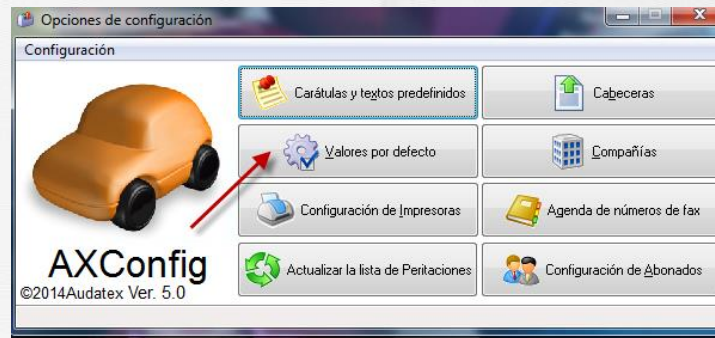 Opciones de configuración
Configuración
Carátulas y textos predefinidos
Cabeceras
Valores por defecto
Compañías
Configuración de Impresoras
Agenda de números de fax
AXConfig
©2014Audatex Ver. 5.0
Actualizar la lista de Peritaciones
Configuración de Abonados